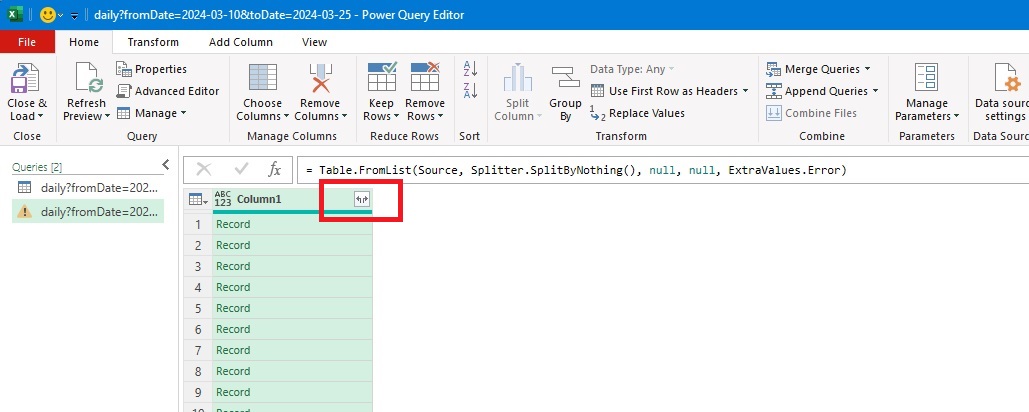 daily?fromDate=2024-03-10&toDate=2024-03-25 - Power Query Editor
File Home Transform Add Column View
Close & Load
Refresh Preview
Properties
Advanced Editor
Manage
Choose Columns
Remove Columns
Keep Rows
Remove Rows
A Z
Z A
Split Column
Group By
Data Type: Any
Use First Row as Headers
1 2 Replace Values
Merge Queries
Append Queries
Combine Files
Manage Parameters
Data source settings
Close Query Manage Columns Reduce Rows Sort Transform Combine Parameters Data Sourc
Queries [2]
daily?fromDate=202...
daily?fromDate=202...
fx = Table.FromList(Source, Splitter.SplitByNothing(), null, null, ExtraValues.Error)
ABC 123 Column1
1 Record
2 Record
3 Record
4 Record
5 Record
6 Record
7 Record
8 Record
9 Record
10 Record